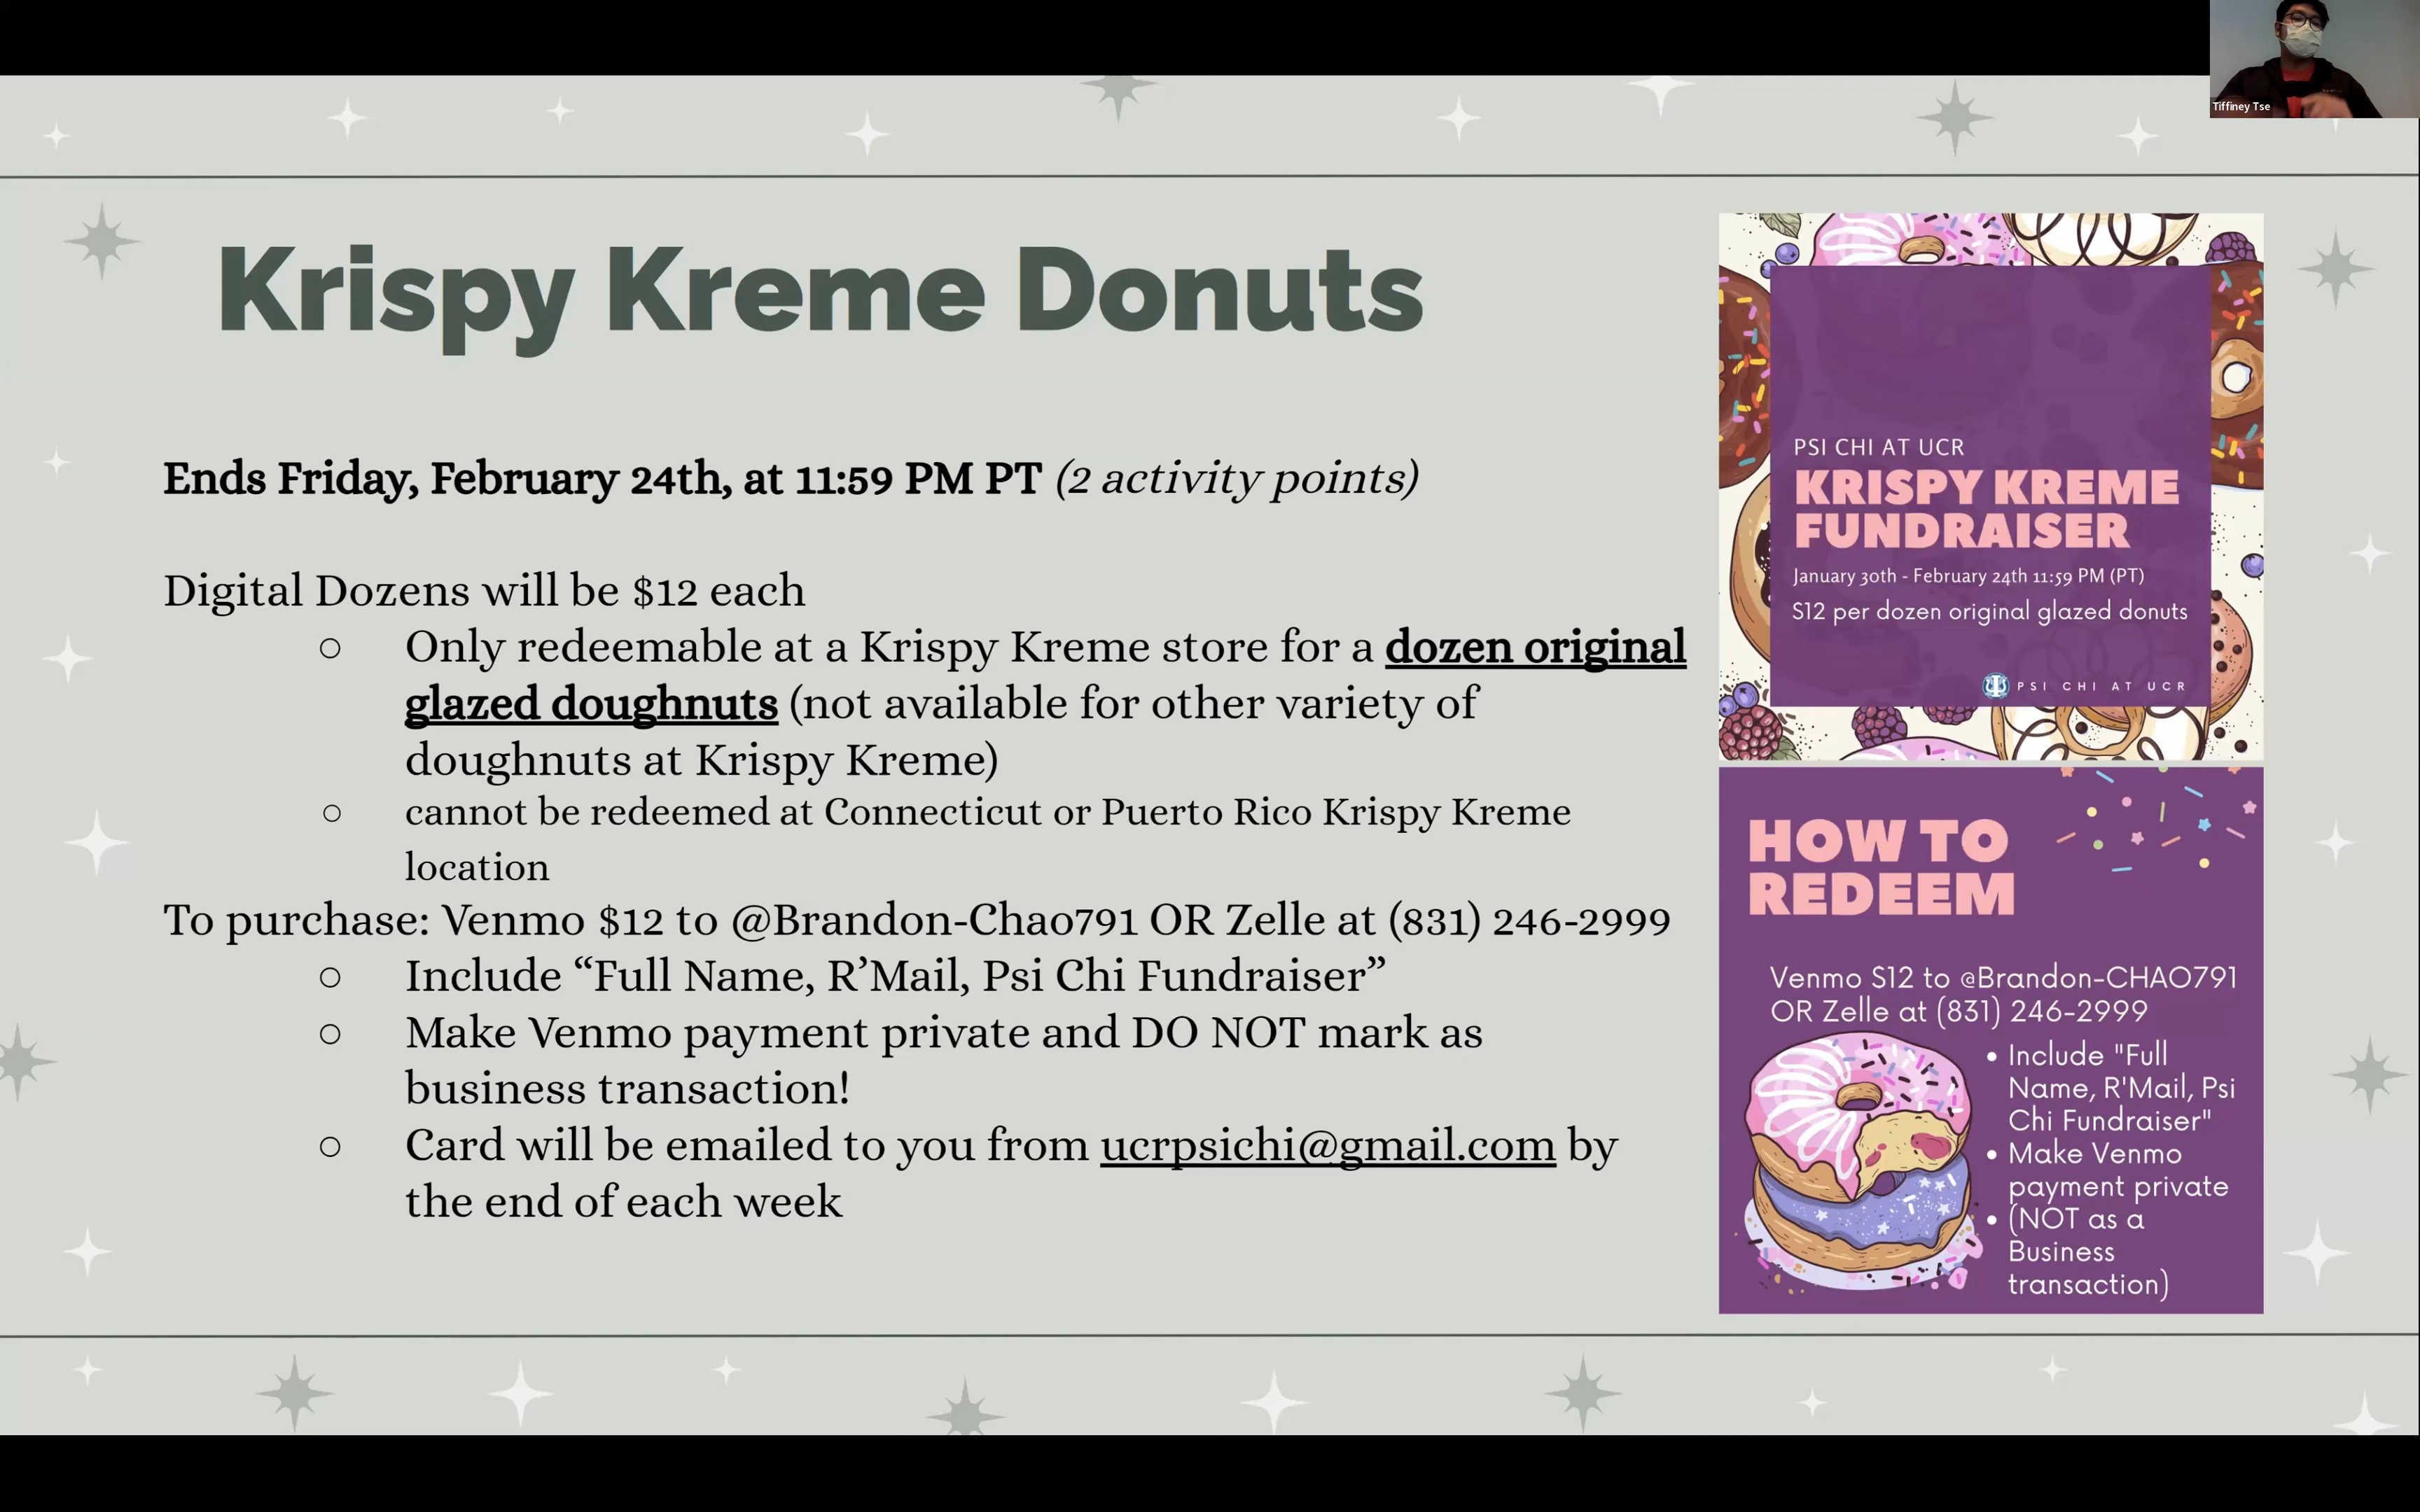 Tiffiney Tse
Krispy Kreme Donuts
Ends Friday, February 24th, at 11:59 PM PT (2 activity points)
Digital Dozens will be $12 each
○ Only redeemable at a Krispy Kreme store for a dozen original
glazed doughnuts (not available for other variety of
doughnuts at Krispy Kreme)
○ cannot be redeemed at Connecticut or Puerto Rico Krispy Kreme
location
To purchase: Venmo $12 to @Brandon-Chao791 OR Zelle at (831) 246-2999
○ Include “Full Name, R’Mail, Psi Chi Fundraiser”
○ Make Venmo payment private and DO NOT mark as
business transaction!
○ Card will be emailed to you from ucrpsichi@gmail.com by
the end of each week
PSI CHI AT UCR
KRISPY KREME
FUNDRAISER
January 30th - February 24th 11:59 PM (PT)
$12 per dozen original glazed donuts
PSI CHI AT UCR
HOW TO
REDEEM
Venmo $12 to @Brandon-CHAO791
OR Zelle at (831) 246-2999
• Include "Full
Name, R'Mail, Psi
Chi Fundraiser"
• Make Venmo
payment private
• (NOT as a
Business
transaction)